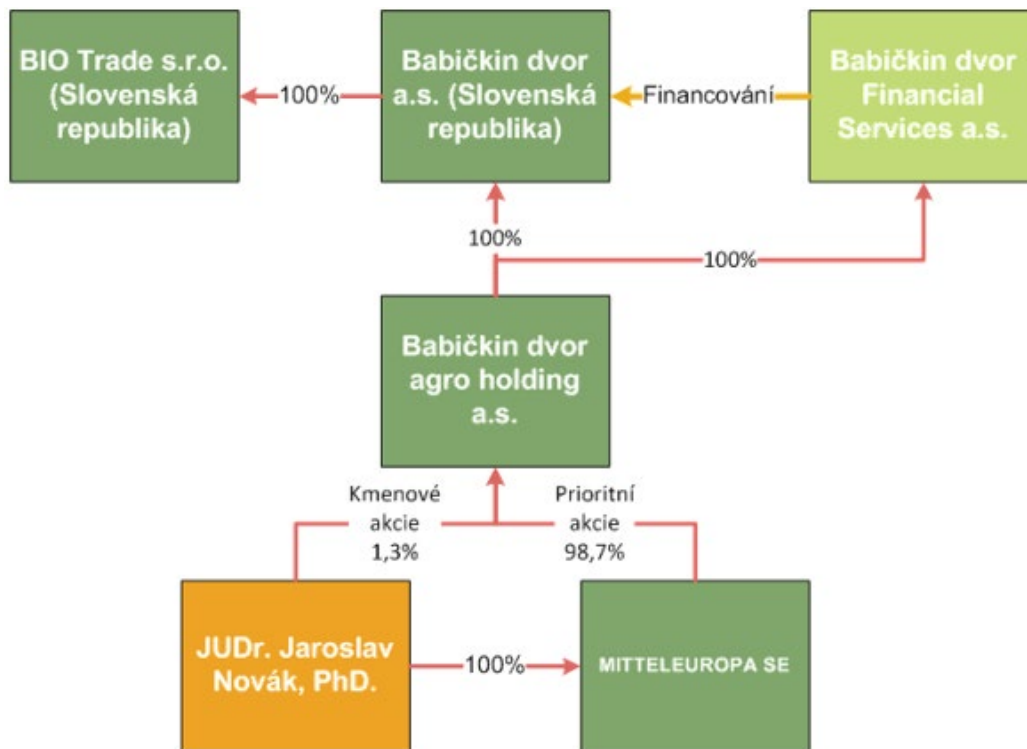 BIO Trade s.r.o.
(Slovenská
republika)
100%
Babičkin dvor
a.s. (Slovenská
republika)
Financování
Babičkin dvor
Financial
Services a.s.
100%
100%
Babičkin dvor
agro holding
a.s.
Kmenové
akcie
1,3%
Prioritní
akcie
98,7%
JUDr. Jaroslav
Novák, PhD.
100%
MITTELEUROPA SE